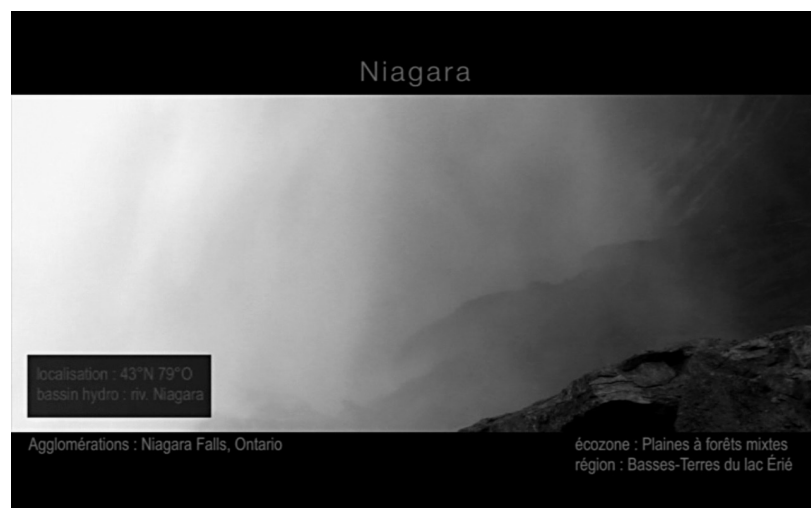 Niagara
localisation : 43°N 79°O
bassin hydro : riv. Niagara
Agglomérations : Niagara Falls, Ontario
écozone : Plaines à forêts mixtes
région : Basses-Terres du lac Érié